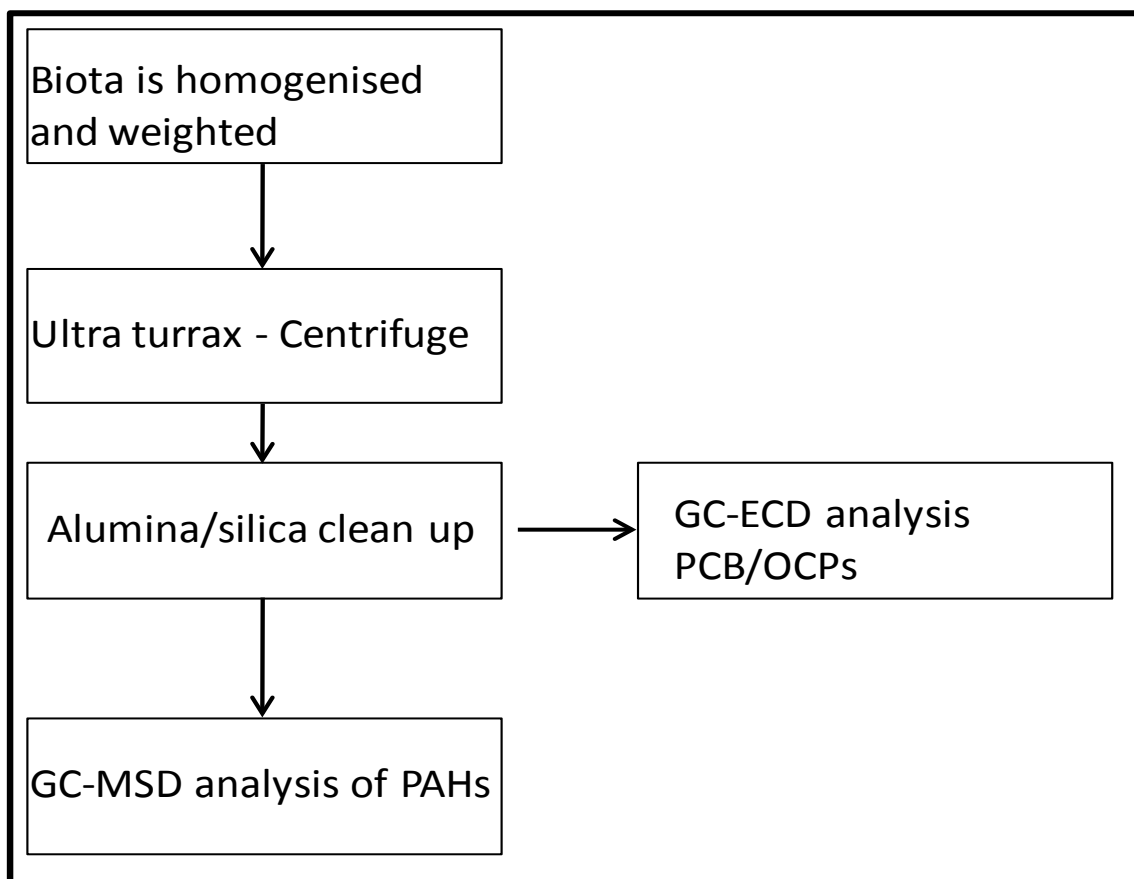 Biota is homogenised
and weighted
Ultra turrax - Centrifuge
Alumina/silica clean up
GC-ECD analysis
PCB/OCPs
GC-MSD analysis of PAHs